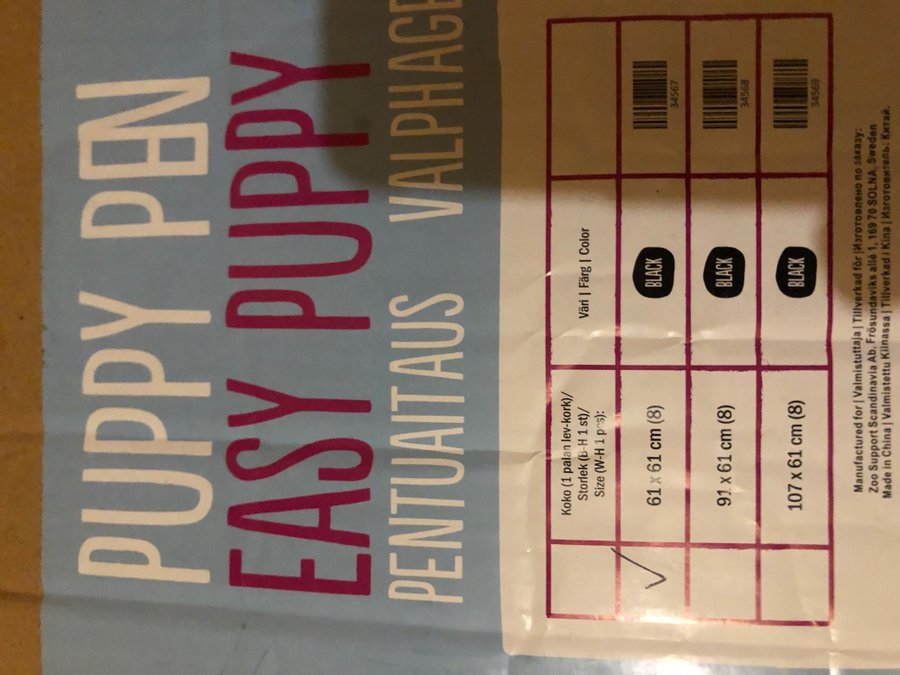 PUPPY PEN
EASY PUPPY
PENTUAITAUS VALPHAGE
Koko (1 palan lev-kork)/
Storlek (B-H 1 st)/
Size (W-H 1 pcs):
Väri | Färg | Color
61 x 61 cm (8)
BLACK
34567
91 x 61 cm (8)
BLACK
34568
107 x 61 cm (8)
BLACK
34569
Manufactured for | Valmistuttaja | Tillverkad för | Изготовлено по заказу:
Zoo Support Scandinavia Ab, Frösundaviks allé 1, 169 70 SOLNA, Sweden
Made in China | Valmistettu Kiinassa | Tillverkad i Kina | Изготовитель: Китай.